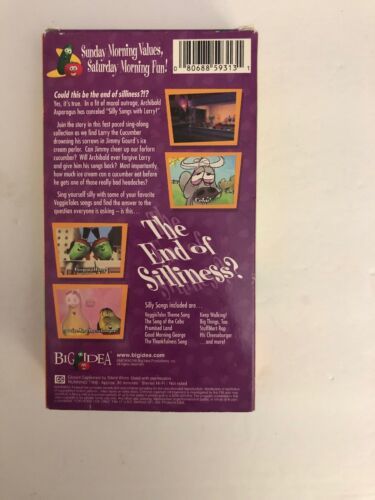 Sunday Morning Values,
Saturday Morning Fun!
0 80688 59313 1
Could this be the end of silliness?!?
Yes, it's true. In a fit of moral outrage, Archibald
Asparagus has canceled "Silly Songs with Larry!"
Join the story in this fast paced sing-along
collection as we find Larry the Cucumber
drowning his sorrows in Jimmy Gourd's ice
cream parlor. Can Jimmy cheer up our forlorn
cucumber? Will Archibald ever forgive Larry
and give him his songs back? Most importantly,
how much ice cream can a cucumber eat before
he gets one of those really bad headaches?
Sing yourself silly with some of your favorite
VeggieTales songs and find the answer to the
question everyone is asking – is this...
The
End of
Silliness?
Silly Songs included are...
VeggieTales Theme Song
The Song of the Cebu
Promised Land
Good Morning George
The Thankfulness Song
Keep Walking!
Big Things, Too
StuffMart Rap
His Cheeseburger
...and more!
BIG IDEA
www.bigidea.com